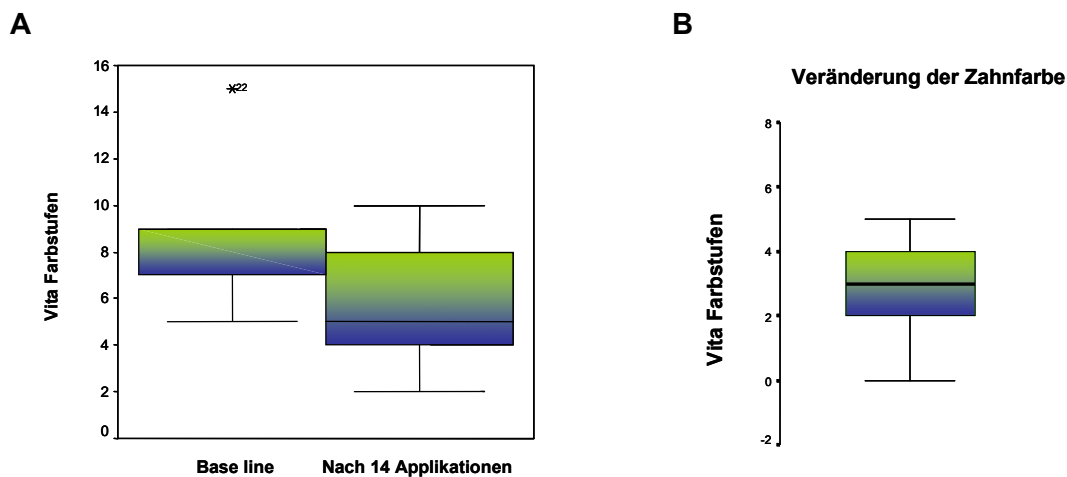 A
16
14
12
10
8
6
4
2
0
Vita Farbstufen
22
Base line
Nach 14 Applikationen
B
Veränderung der Zahnfarbe
8
6
4
2
0
-2
Vita Farbstufen